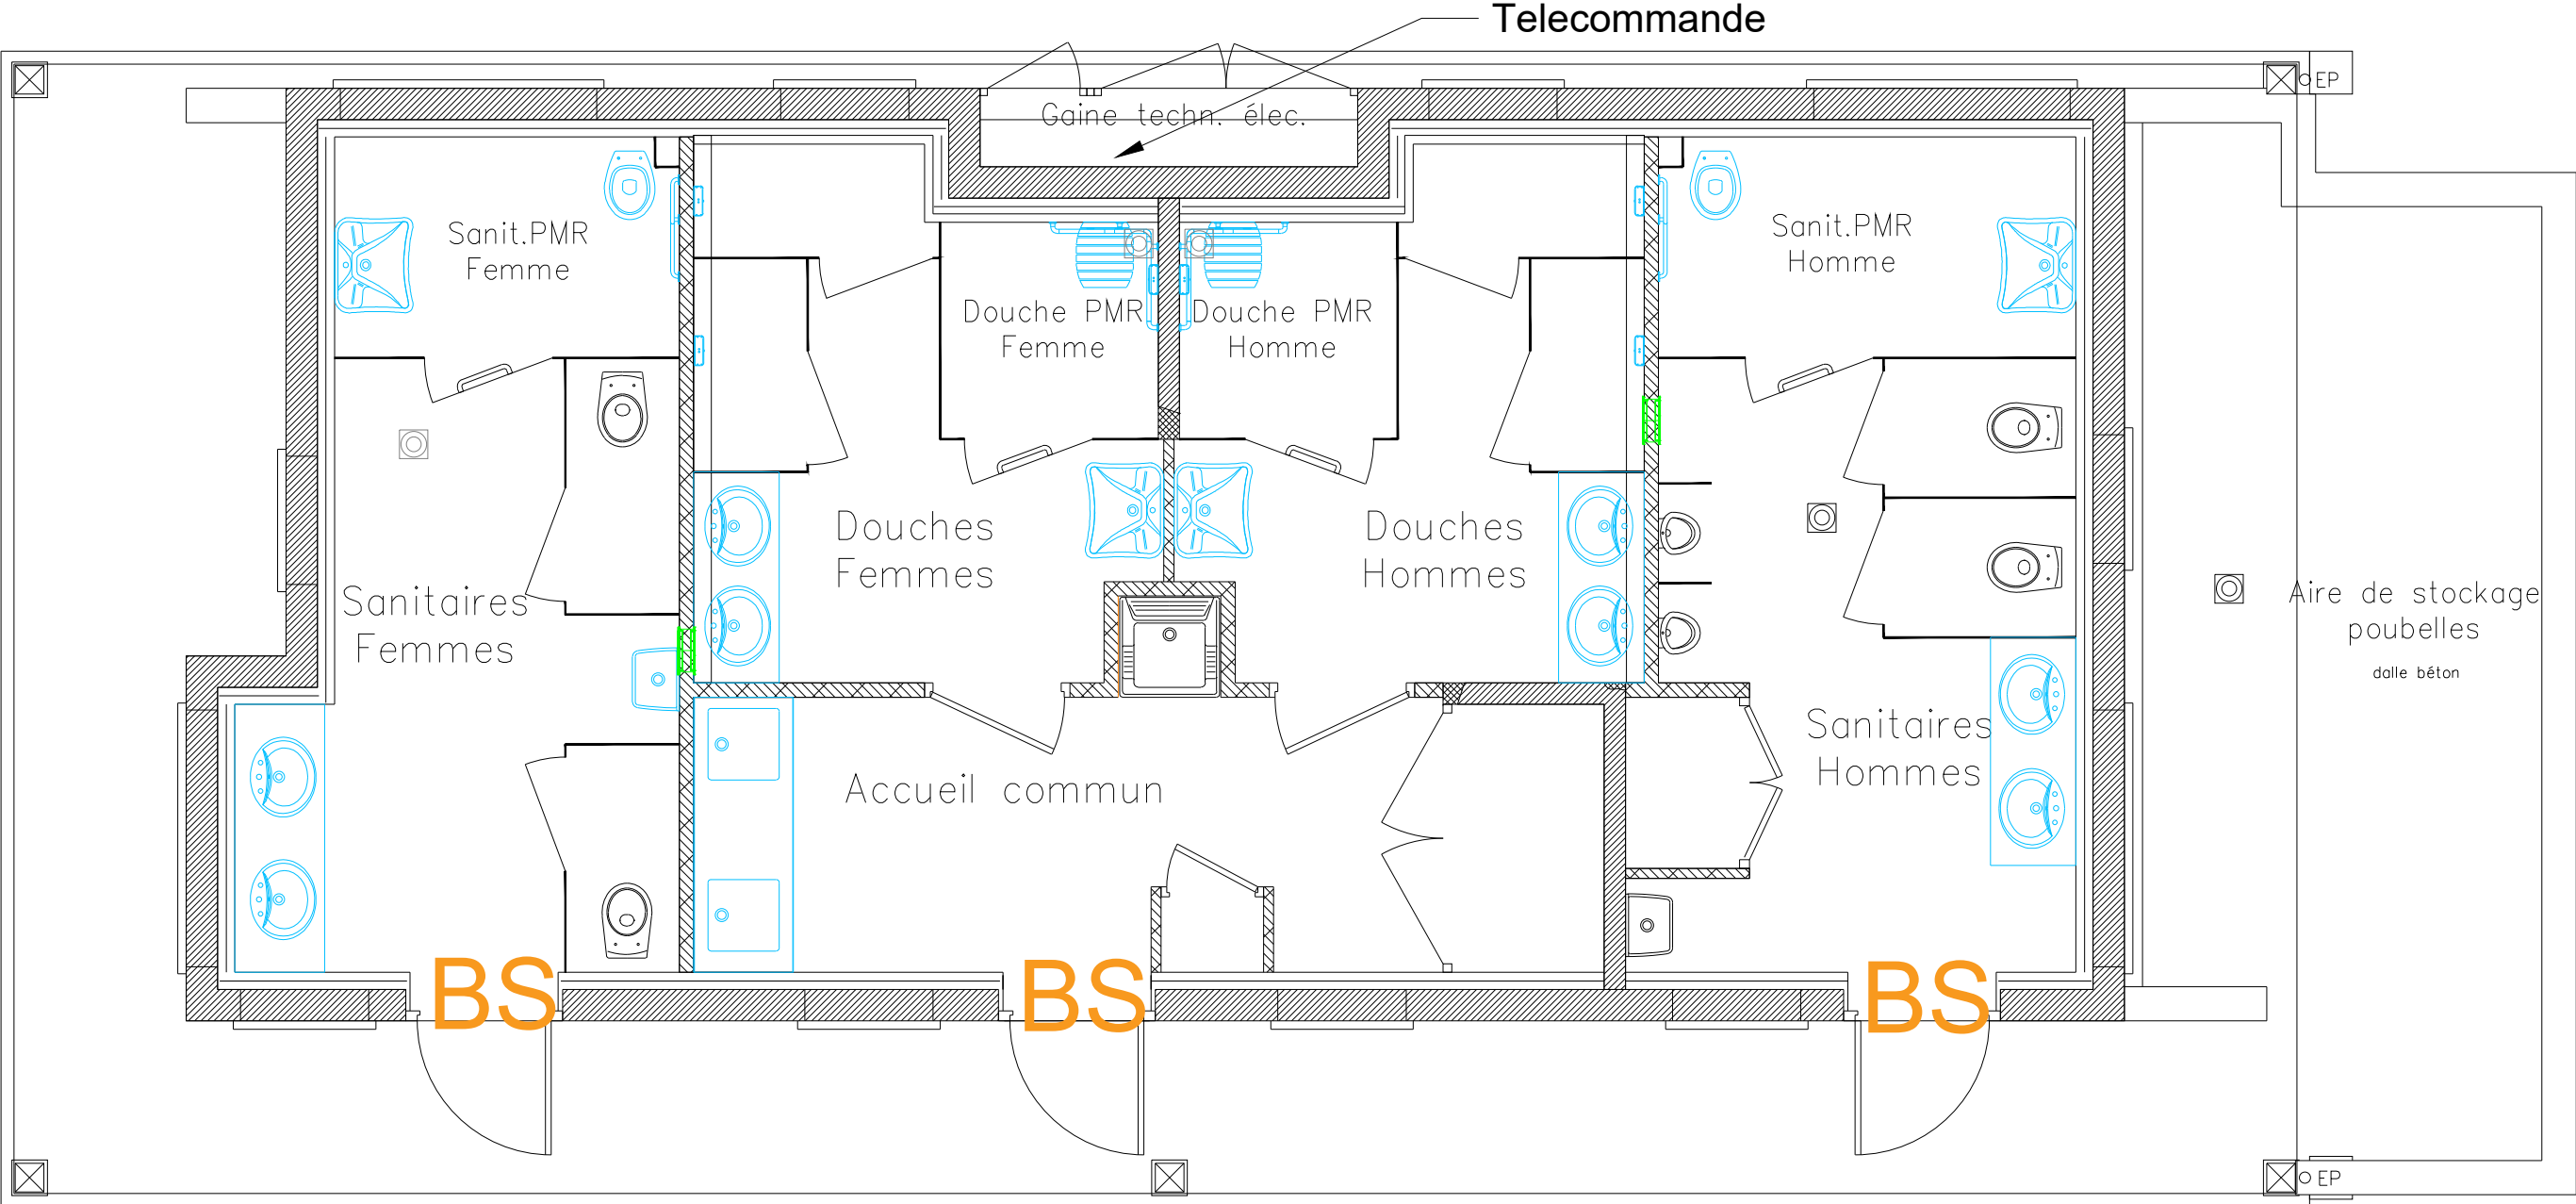 Telecommande
EP
Gaine techn. élec.
Sanit.PMR
Femme
Sanit.PMR
Homme
Douche PMR
Femme
Douche PMR
Homme
Douches
Femmes
Douches
Hommes
Sanitaires
Femmes
Aire de stockage
poubelles
dalle béton
Sanitaires
Hommes
Accueil commun
BS
BS
BS
EP